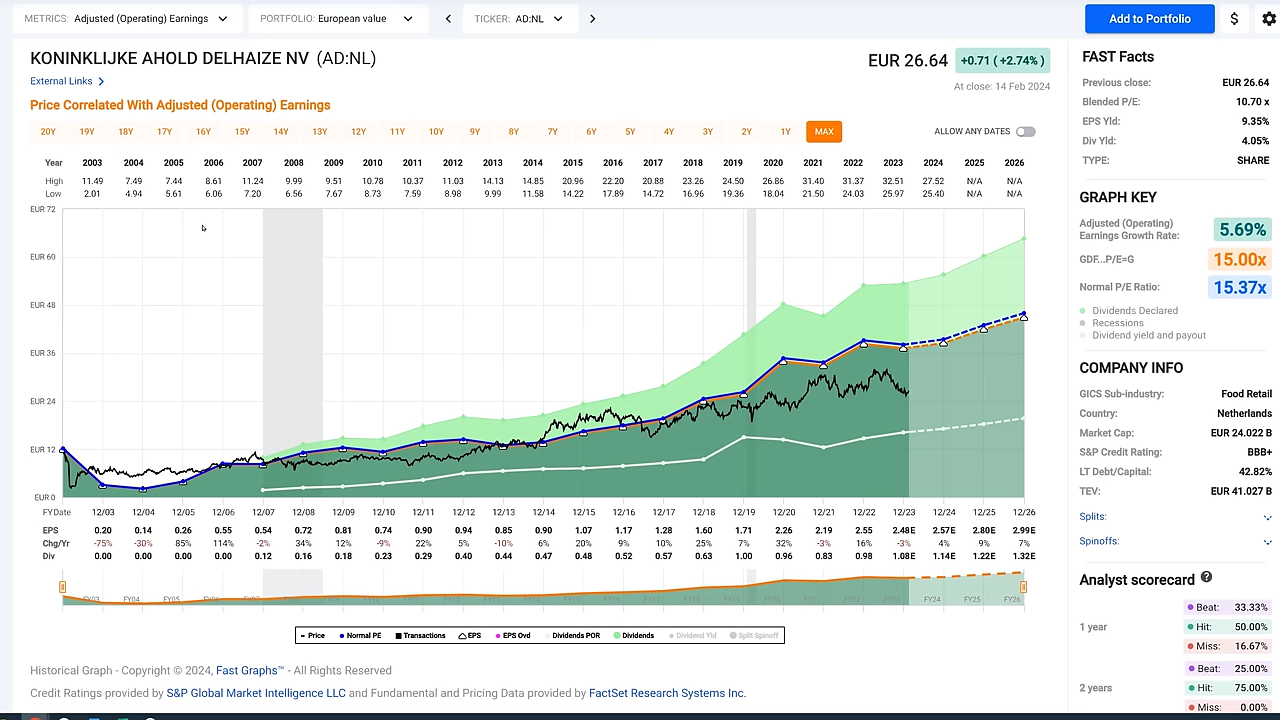 METRICS: Adjusted (Operating) Earnings PORTFOLIO: European value TICKER: AD:NL Add to Portfolio $
KONINKLIJKE AHOLD DELHAIZE NV (AD:NL) EUR 26.64 +0.71 ( +2.74% )
External Links
At close: 14 Feb 2024
Price Correlated With Adjusted (Operating) Earnings
20Y 19Y 18Y 17Y 16Y 15Y 14Y 13Y 12Y 11Y 10Y 9Y 8Y 7Y 6Y 5Y 4Y 3Y 2Y 1Y MAX ALLOW ANY DATES
Year 2003 2004 2005 2006 2007 2008 2009 2010 2011 2012 2013 2014 2015 2016 2017 2018 2019 2020 2021 2022 2023 2024 2025 2026
High 11.49 7.49 7.44 8.61 11.24 9.99 9.51 10.78 10.37 11.03 14.13 14.85 20.96 22.20 20.88 23.26 24.50 26.86 31.40 31.37 32.51 27.52 N/A N/A
Low 2.01 4.94 5.61 6.06 7.20 6.56 7.67 8.73 7.59 8.98 9.99 11.58 14.22 17.89 14.72 16.96 19.36 18.04 21.50 24.03 25.97 25.40 N/A N/A
EUR 72
EUR 60
EUR 48
EUR 36
EUR 24
EUR 12
EUR 0
FYDate 12/03 12/04 12/05 12/06 12/07 12/08 12/09 12/10 12/11 12/12 12/13 12/14 12/15 12/16 12/17 12/18 12/19 12/20 12/21 12/22 12/23 12/24 12/25 12/26
EPS 0.20 0.14 0.26 0.55 0.54 0.72 0.81 0.74 0.90 0.94 0.85 0.90 1.07 1.17 1.28 1.60 1.71 2.26 2.19 2.55 2.48E 2.57E 2.80E 2.99E
Chg/Yr -75% -30% 85% 114% -2% 34% 12% -9% 22% 5% -10% 6% 20% 9% 10% 25% 7% 32% -3% 16% -3% 4% 9% 7%
Div 0.00 0.00 0.00 0.00 0.12 0.16 0.18 0.23 0.29 0.40 0.44 0.47 0.48 0.52 0.57 0.63 1.00 0.96 0.83 0.98 1.08E 1.14E 1.22E 1.32E
FY03 FY04 FY05 FY06 FY07 FY08 FY09 FY10 FY11 FY12 FY13 FY14 FY15 FY16 FY17 FY18 FY19 FY20 FY21 FY22 FY23 FY24 FY25 FY26
Price Normal PE Transactions EPS EPS Ovd Dividends POR Dividends Dividend Yld Split Spinoff
Historical Graph - Copyright © 2024, Fast Graphs™ - All Rights Reserved
Credit Ratings provided by S&P Global Market Intelligence LLC and Fundamental and Pricing Data provided by FactSet Research Systems Inc.
FAST Facts
Previous close: EUR 26.64
Blended P/E: 10.70 x
EPS Yld: 9.35%
Div Yld: 4.05%
TYPE: SHARE
GRAPH KEY
Adjusted (Operating)
Earnings Growth Rate: 5.69%
GDF...P/E=G 15.00x
Normal P/E Ratio: 15.37x
Dividends Declared
Recessions
Dividend yield and payout
COMPANY INFO
GICS Sub-industry: Food Retail
Country: Netherlands
Market Cap: EUR 24.022 B
S&P Credit Rating: BBB+
LT Debt/Capital: 42.82%
TEV: EUR 41.027 B
Splits:
Spinoffs:
Analyst scorecard ?
Beat: 33.33%
1 year Hit: 50.00%
Miss: 16.67%
Beat: 25.00%
2 years Hit: 75.00%
Miss: 0.00%